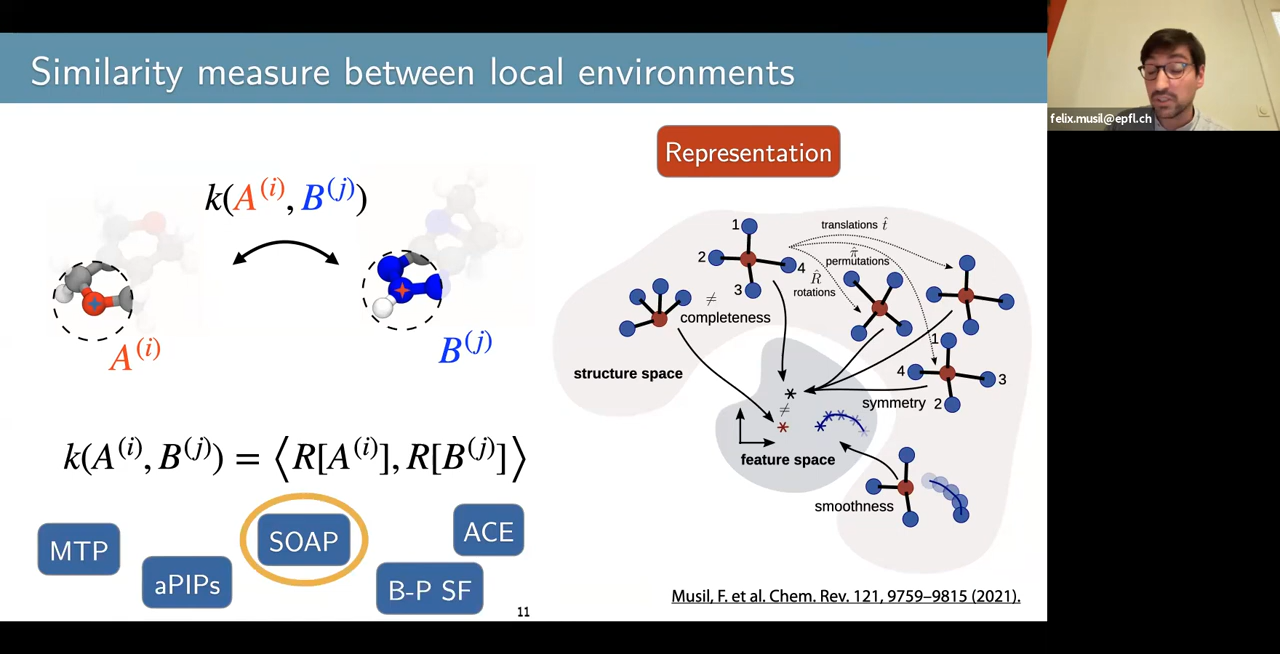 Similarity measure between local environments
felix.musil@epfl.ch
Representation
k(A^(i), B^(j))
A^(i)
B^(j)
k(A^(i), B^(j)) = ⟨R[A^(i)], R[B^(j)]⟩
MTP
aPIPs
SOAP
B-P SF
ACE
translations t̂
π̂
permutations
R̂
rotations
1
2
3
4
≠
completeness
structure space
1
4
3
2
symmetry
≠
feature space
smoothness
Musil, F. et al. Chem. Rev. 121, 9759–9815 (2021).
11